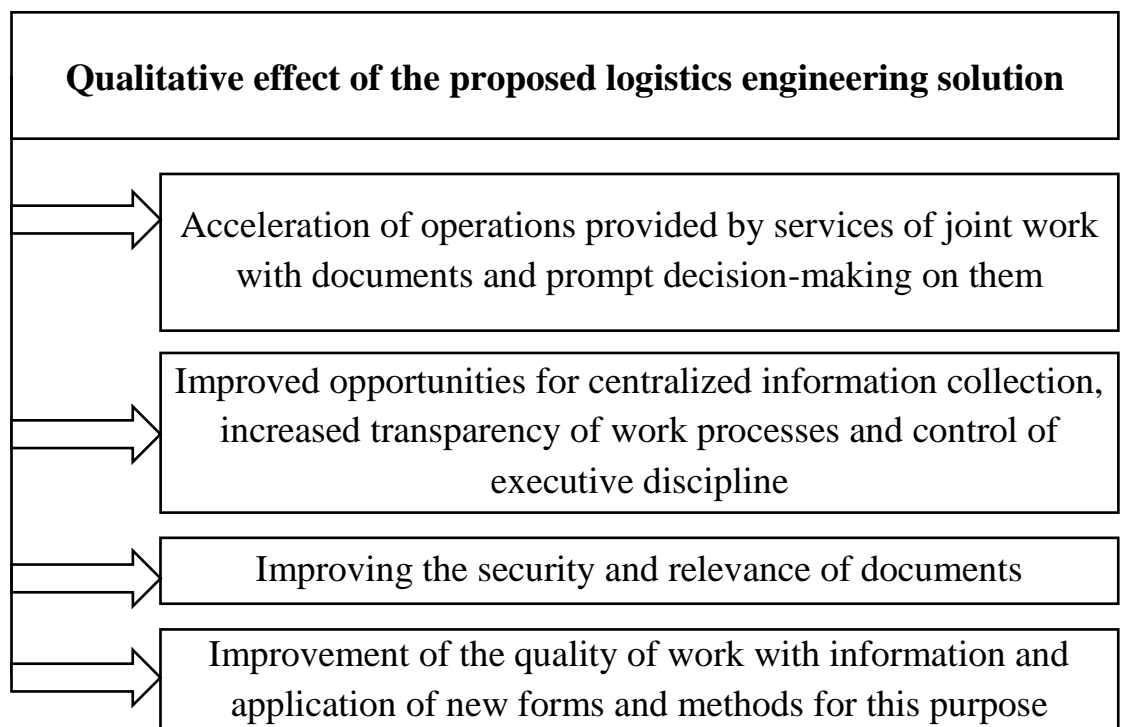 Qualitative effect of the proposed logistics engineering solution
Acceleration of operations provided by services of joint work
with documents and prompt decision-making on them
Improved opportunities for centralized information collection,
increased transparency of work processes and control of
executive discipline
Improving the security and relevance of documents
Improvement of the quality of work with information and
application of new forms and methods for this purpose